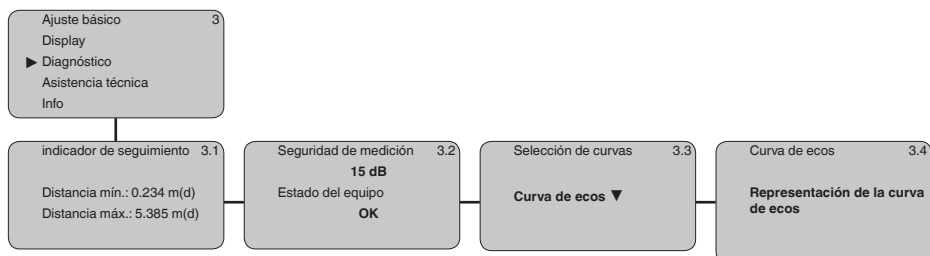 Ajuste básico 3
Display
▶ Diagnóstico
Asistencia técnica
Info
indicador de seguimiento 3.1
Distancia mín.: 0.234 m(d)
Distancia máx.: 5.385 m(d)
Seguridad de medición 3.2
15 dB
Estado del equipo
OK
Selección de curvas 3.3
Curva de ecos ▼
Curva de ecos 3.4
Representación de la curva
de ecos